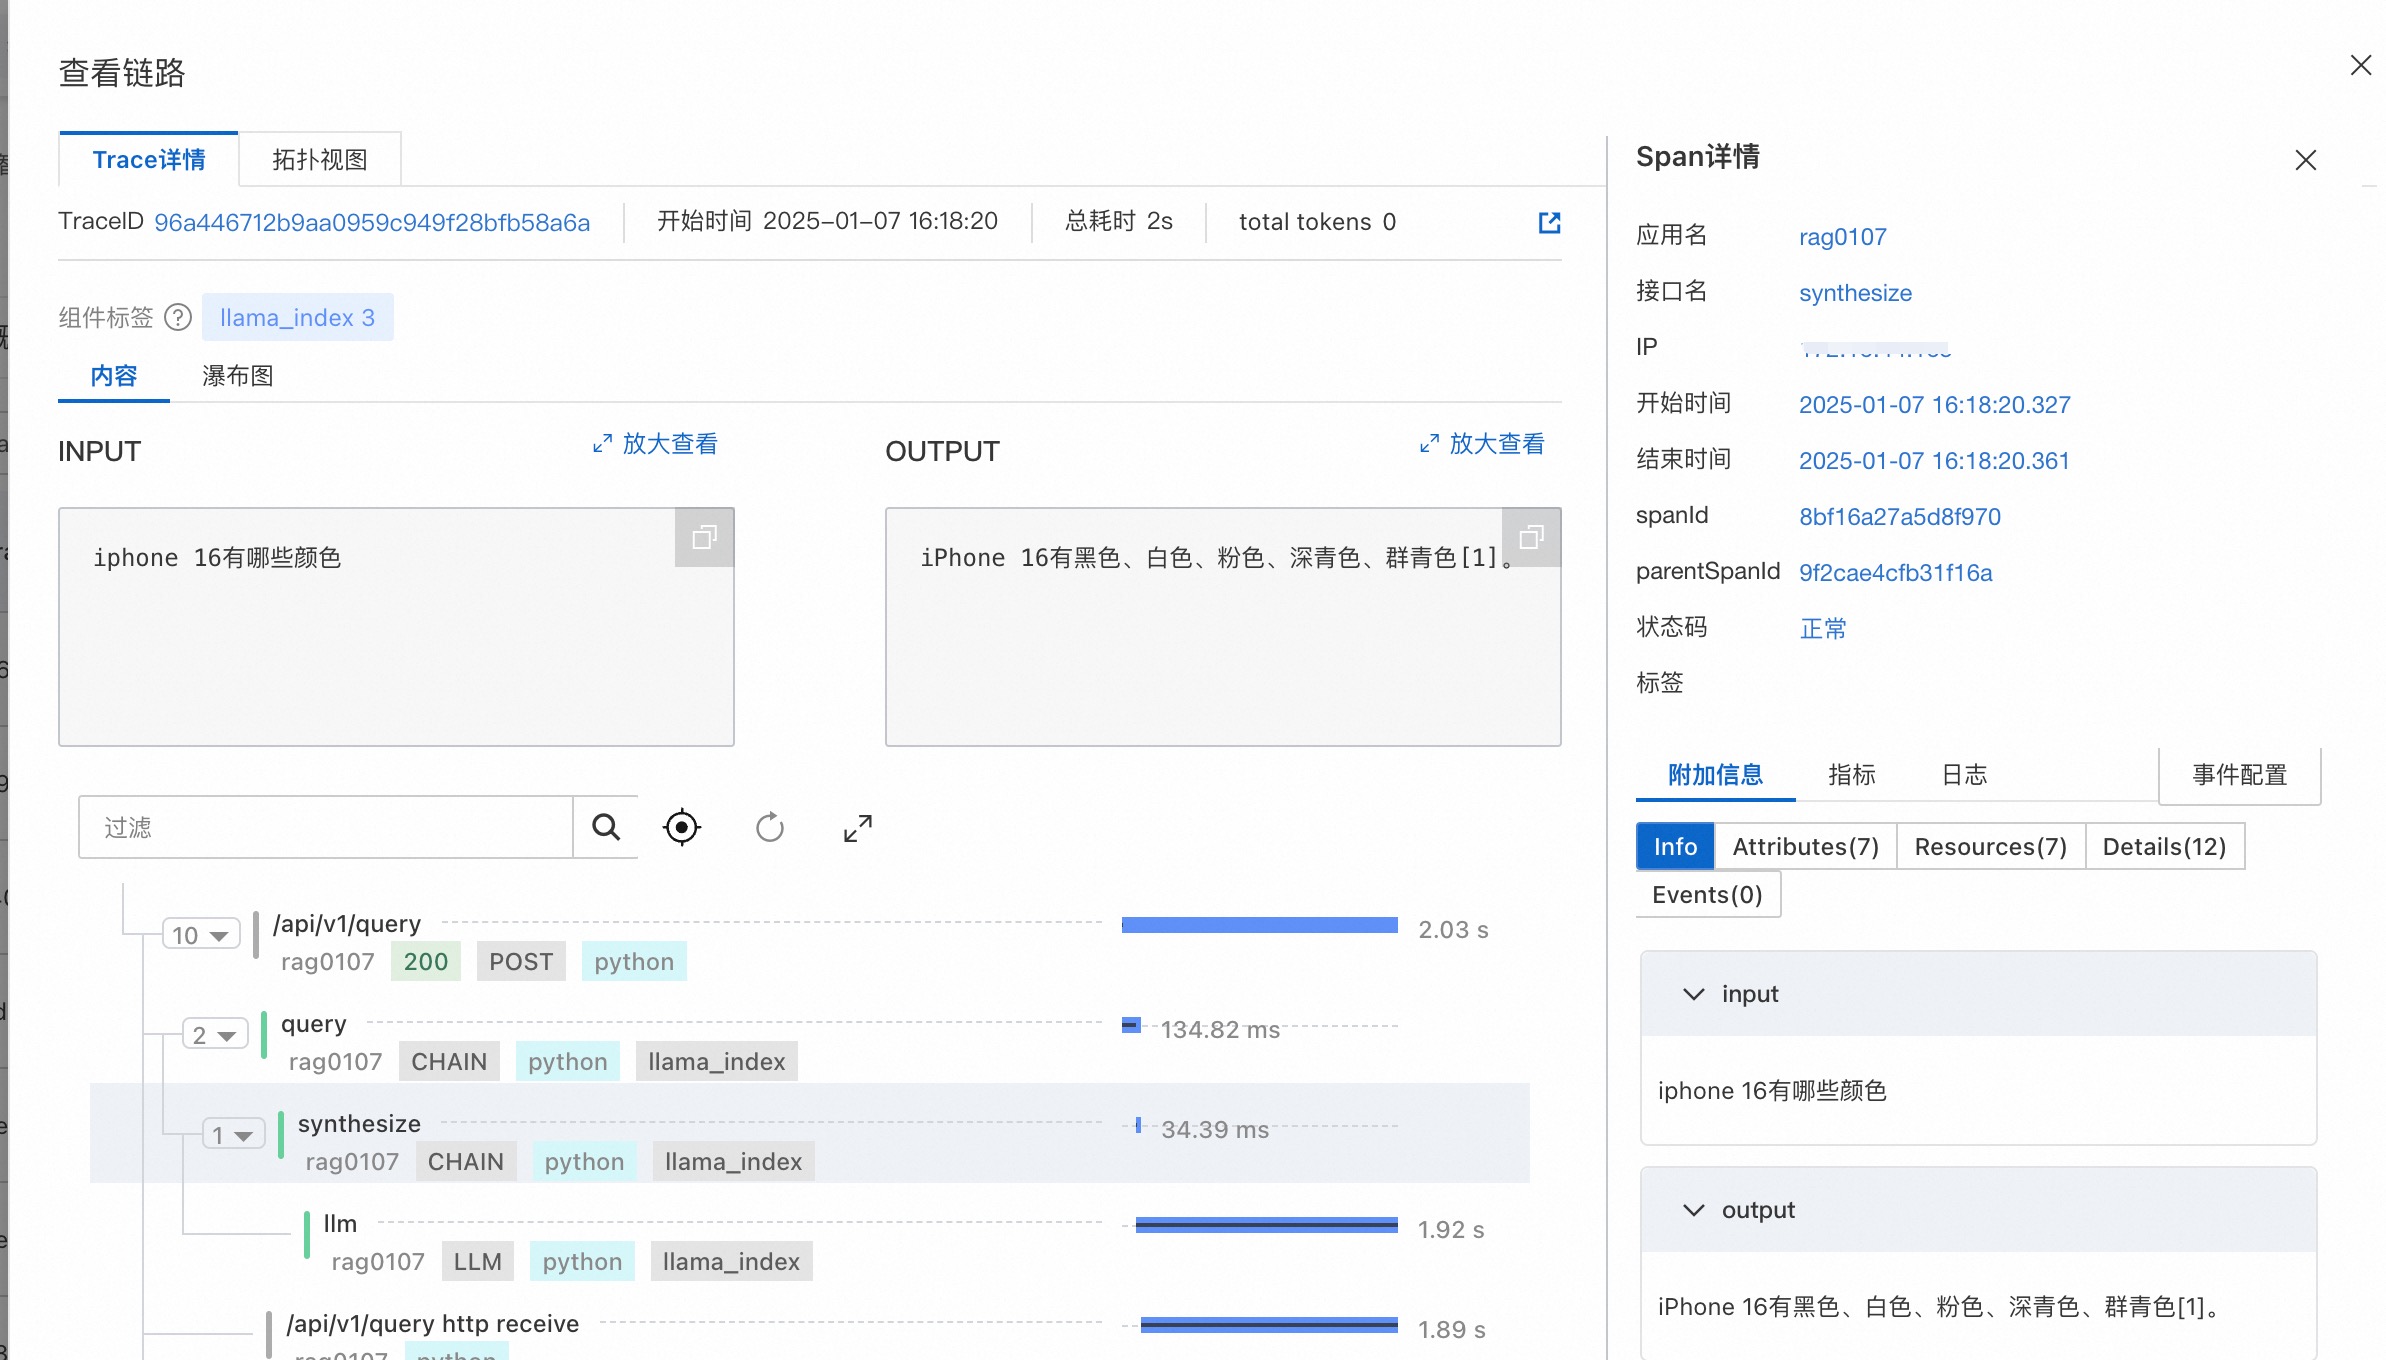 查看链路
Trace详情 拓扑视图
TraceID 96a446712b9aa0959c949f28bfb58a6a 开始时间 2025-01-07 16:18:20 总耗时 2s total tokens 0
组件标签 ? llama_index 3
内容 瀑布图
INPUT 放大查看
iphone 16有哪些颜色
OUTPUT 放大查看
iPhone 16有黑色、白色、粉色、深青色、群青色[1]。
过滤
10 /api/v1/query 2.03 s
rag0107 200 POST python
2 query 134.82 ms
rag0107 CHAIN python llama_index
1 synthesize 34.39 ms
rag0107 CHAIN python llama_index
llm 1.92 s
rag0107 LLM python llama_index
/api/v1/query http receive 1.89 s
rag0107 python
Span详情
应用名 rag0107
接口名 synthesize
IP
开始时间 2025-01-07 16:18:20.327
结束时间 2025-01-07 16:18:20.361
spanId 8bf16a27a5d8f970
parentSpanId 9f2cae4cfb31f16a
状态码 正常
标签
附加信息 指标 日志 事件配置
Info Attributes(7) Resources(7) Details(12)
Events(0)
input
iphone 16有哪些颜色
output
iPhone 16有黑色、白色、粉色、深青色、群青色[1]。